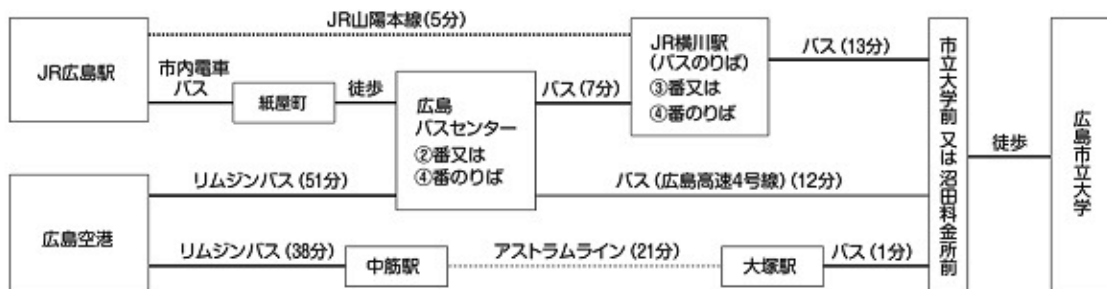 JR山陽本線(5分)
JR広島駅
市内電車
バス
紙屋町
徒歩
広島
バスセンター
②番又は
④番のりば
バス(7分)
JR横川駅
(バスのりば)
③番又は
④番のりば
バス(13分)
市立大学前 又は 沼田料金所前
徒歩
広島市立大学
広島空港
リムジンバス(51分)
バス(広島高速4号線)(12分)
リムジンバス(38分)
中筋駅
アストラムライン(21分)
大塚駅
バス(1分)